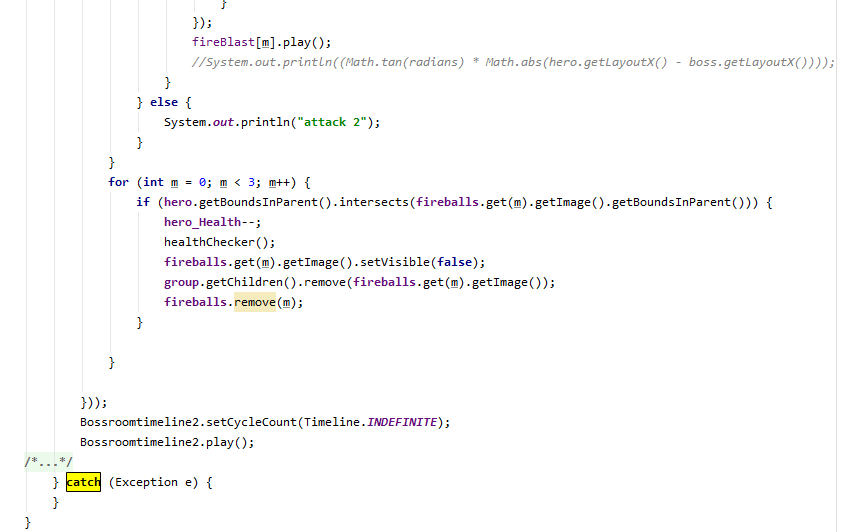 }
});
fireBlast[m].play();
//System.out.println((Math.tan(radians) * Math.abs(hero.getLayoutX() - boss.getLayoutX())));
}
} else {
System.out.println("attack 2");
}
}
for (int m = 0; m < 3; m++) {
if (hero.getBoundsInParent().intersects(fireballs.get(m).getImage().getBoundsInParent())) {
hero_Health--;
healthChecker();
fireballs.get(m).getImage().setVisible(false);
group.getChildren().remove(fireballs.get(m).getImage());
fireballs.remove(m);
}
}
}));
Bossroomtimeline2.setCycleCount(Timeline.INDEFINITE);
Bossroomtimeline2.play();
/*...*/
} catch (Exception e) {
}
}